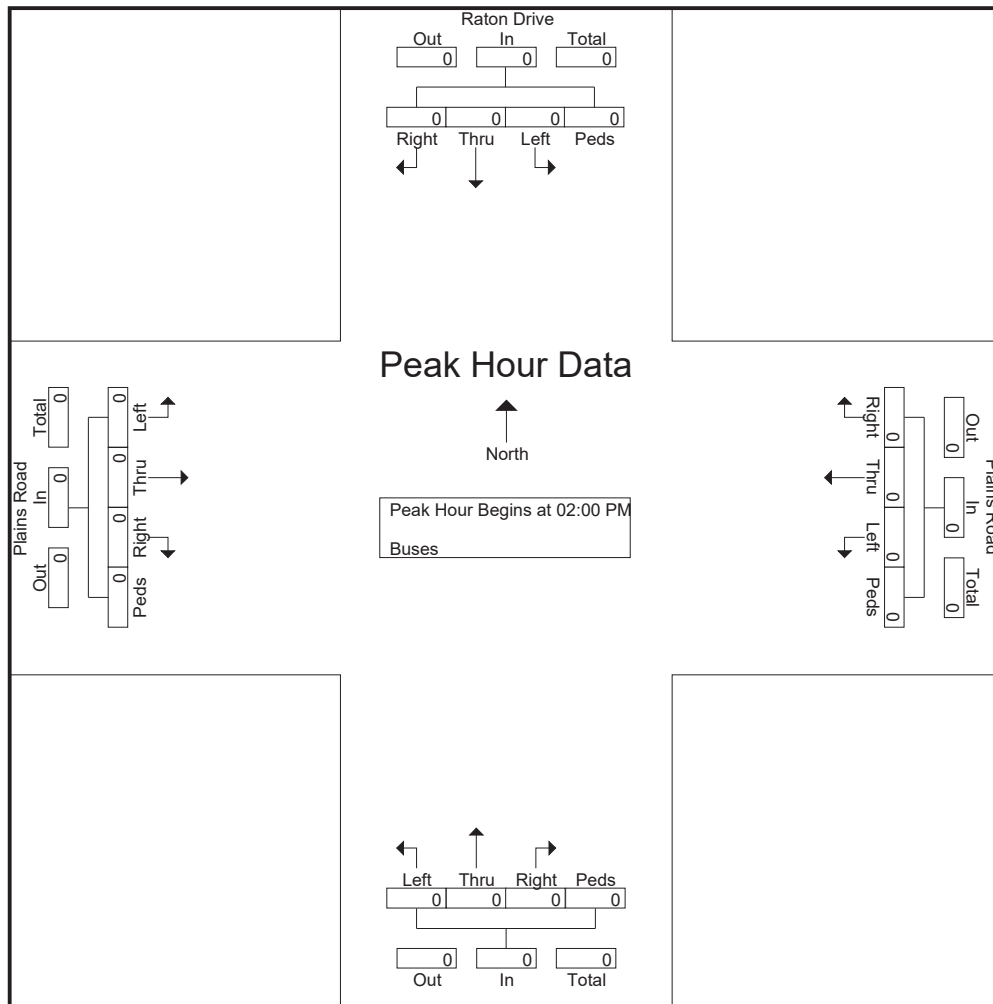 Raton Drive
Out In Total
0 0 0
0 0 0 0
Right Thru Left Peds
Peak Hour Data
North
Peak Hour Begins at 02:00 PM
Buses
Plains Road
Out In Total
0 0 0
0 0 0 0
Peds Right Thru Left
Plains Road
Out In Total
0 0 0
0 0 0 0
Right Thru Left Peds
Left Thru Right Peds
0 0 0 0
0 0 0
Out In Total